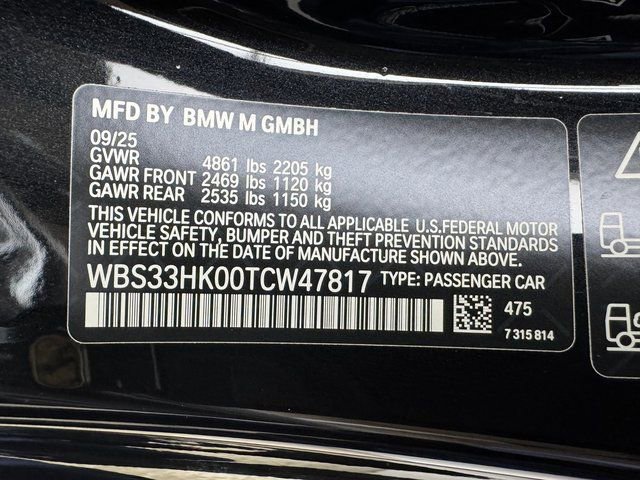 MFD BY BMW M GMBH
09/25
GVWR 4861 lbs 2205 kg
GAWR FRONT 2469 lbs 1120 kg
GAWR REAR 2535 lbs 1150 kg
THIS VEHICLE CONFORMS TO ALL APPLICABLE U.S.FEDERAL MOTOR
VEHICLE SAFETY, BUMPER AND THEFT PREVENTION STANDARDS
IN EFFECT ON THE DATE OF MANUFACTURE SHOWN ABOVE.
WBS33HK00TCW47817 TYPE: PASSENGER CAR
475
7 315 814